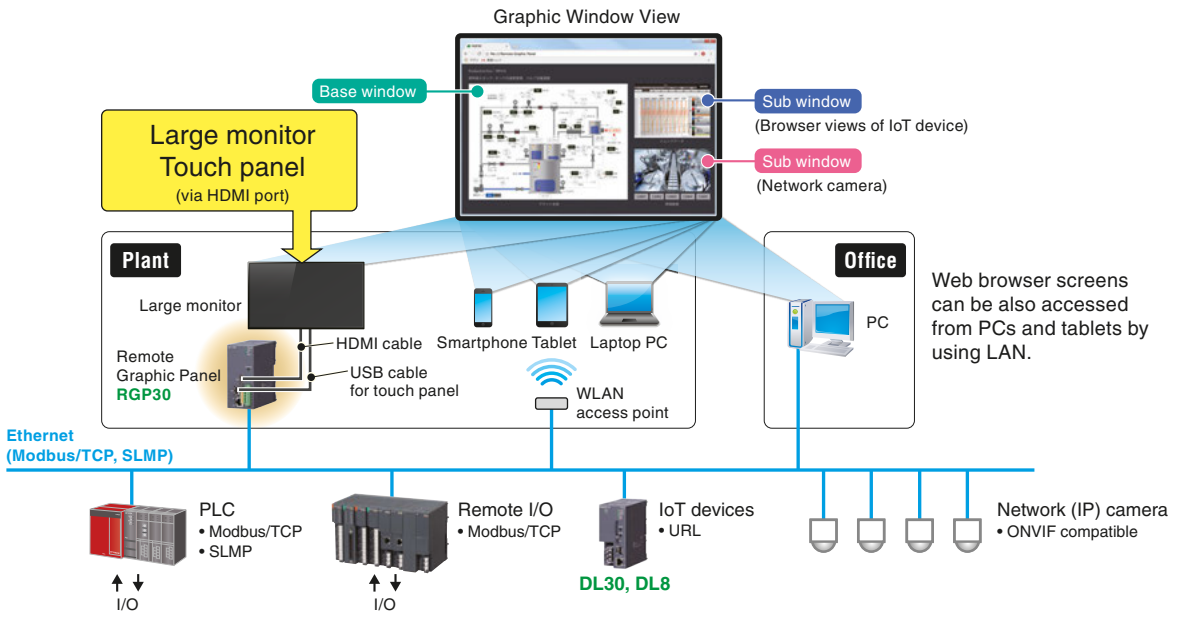 Graphic Window View
Base window
Sub window
(Browser views of IoT device)
Sub window
(Network camera)
Large monitor
Touch panel
(via HDMI port)
Plant
Office
Large monitor
HDMI cable
Remote
Graphic Panel
RGP30
USB cable
for touch panel
Smartphone
Tablet
Laptop PC
WLAN
access point
PC
Web browser screens
can be also accessed
from PCs and tablets by
using LAN.
Ethernet
(Modbus/TCP, SLMP)
PLC
• Modbus/TCP
• SLMP
I/O
Remote I/O
• Modbus/TCP
I/O
IoT devices
• URL
DL30, DL8
Network (IP) camera
• ONVIF compatible